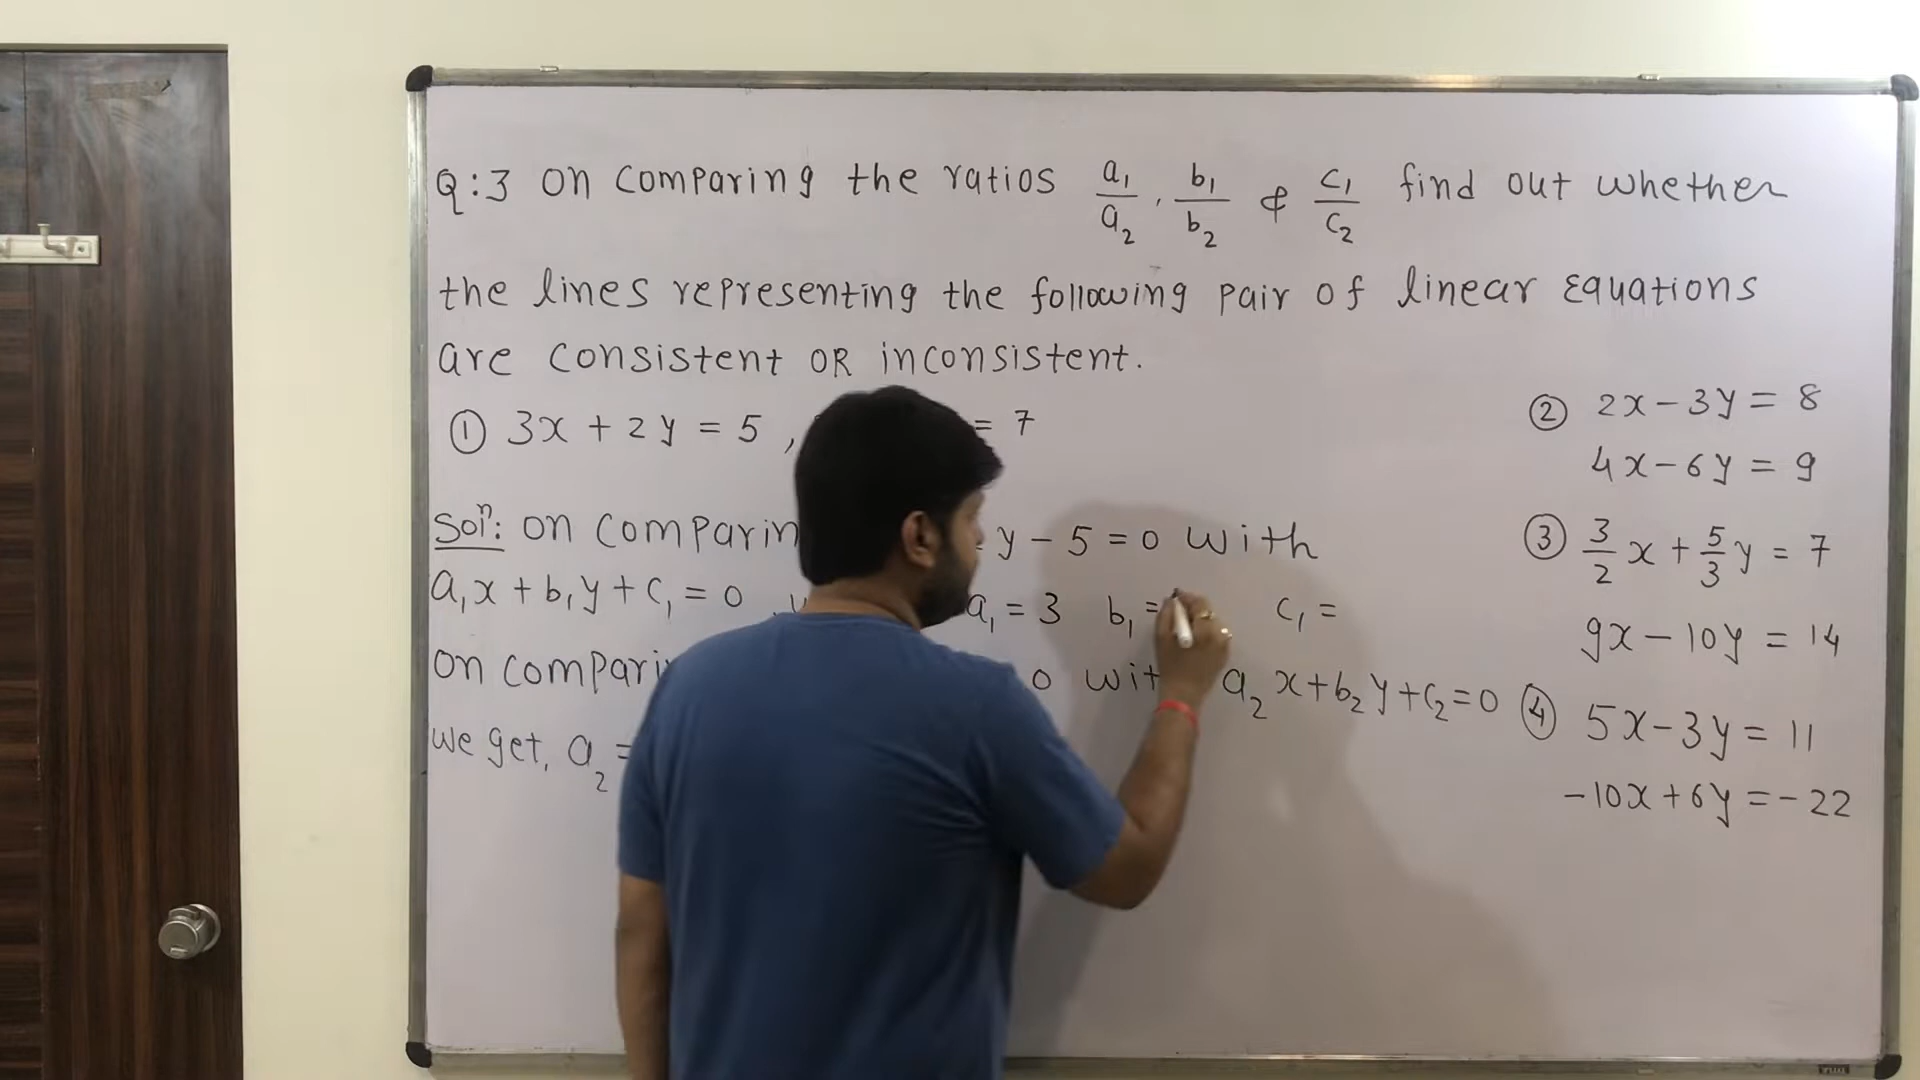 Q:3 On comparing the ratios a₁/a₂, b₁/b₂ & c₁/c₂ find out whether
the lines representing the following pair of linear Equations
are consistent OR inconsistent.
① 3x + 2y = 5 , = 7
Solⁿ: On comparin y - 5 = 0 with
a₁x + b₁y + c₁ = 0 , a₁ = 3 b₁ = c₁ =
On compari 0 wit a₂x + b₂y + c₂ = 0
we get, a₂ =
② 2x - 3y = 8
4x - 6y = 9
③ 3/2 x + 5/3 y = 7
9x - 10y = 14
④ 5x - 3y = 11
-10x + 6y = -22